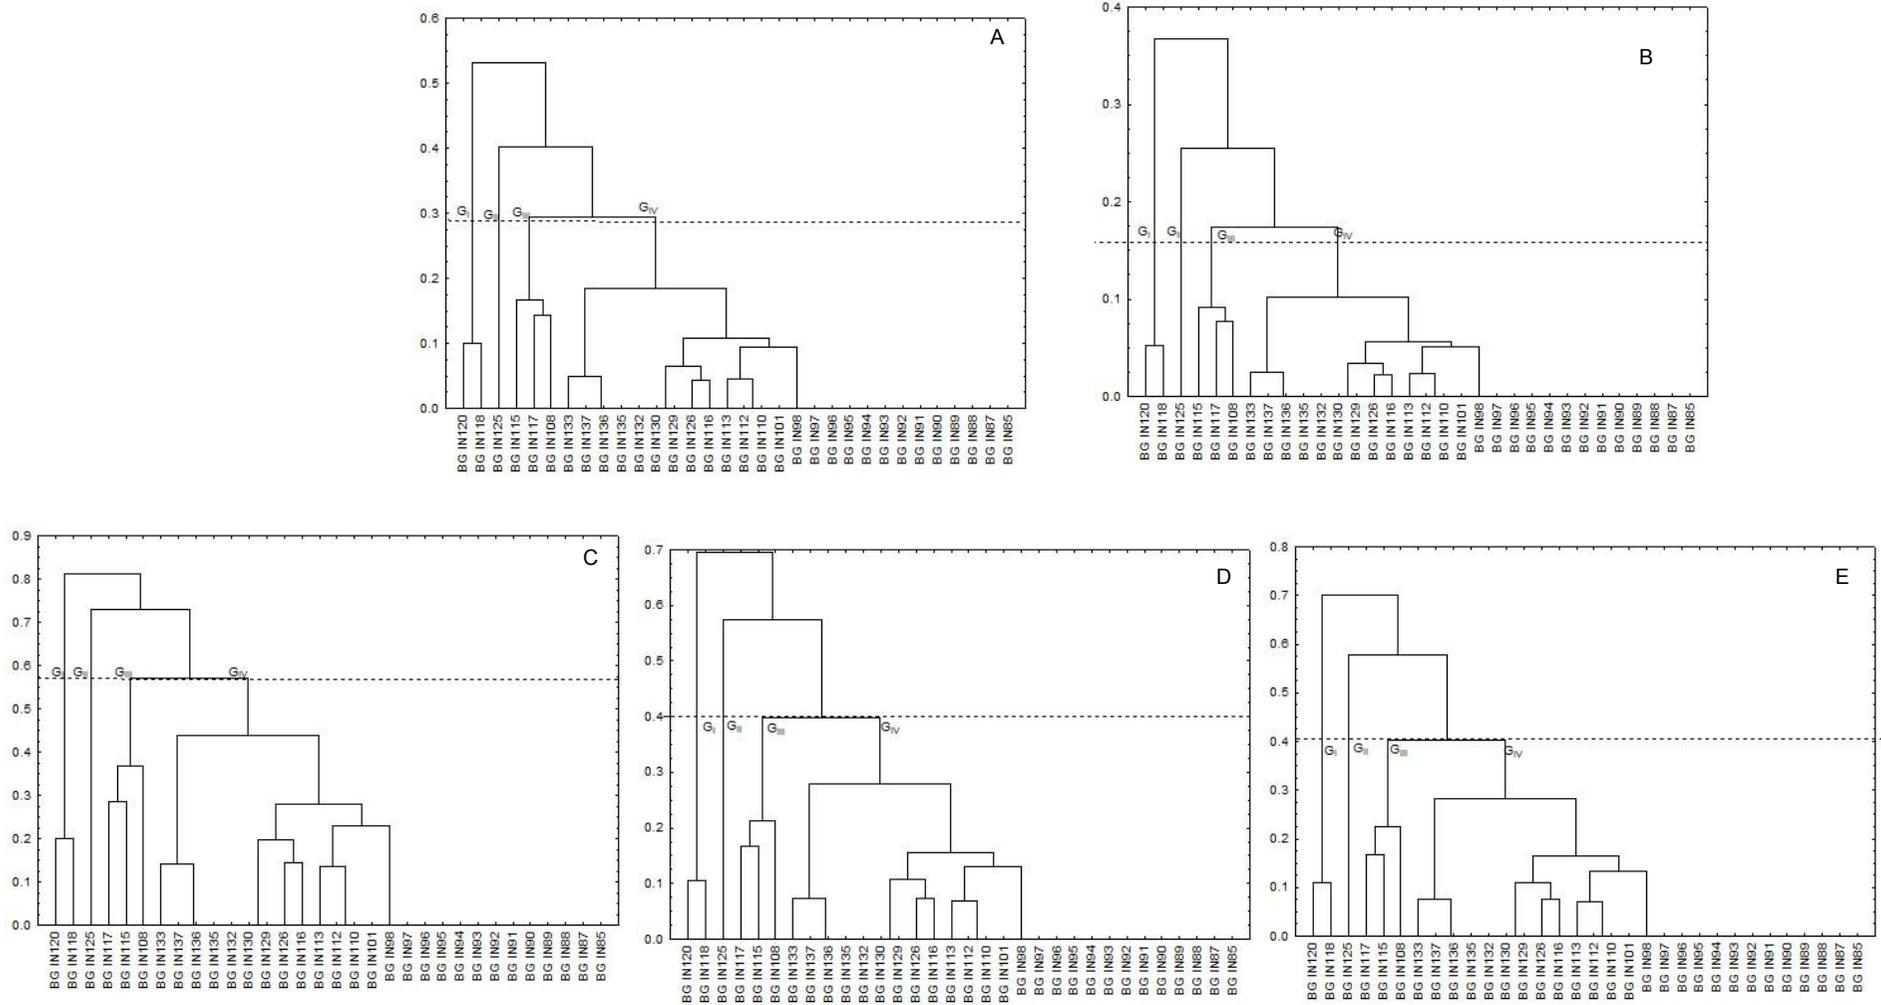 A
0.6
0.5
0.4
0.3
0.2
0.1
0.0
GI GII GIII GIV
BG IN120
BG IN118
BG IN125
BG IN115
BG IN117
BG IN108
BG IN133
BG IN137
BG IN136
BG IN135
BG IN132
BG IN130
BG IN129
BG IN126
BG IN116
BG IN113
BG IN112
BG IN110
BG IN101
BG IN98
BG IN97
BG IN96
BG IN95
BG IN94
BG IN93
BG IN92
BG IN91
BG IN90
BG IN89
BG IN88
BG IN87
BG IN85
B
0.4
0.3
0.2
0.1
0.0
GI GII GIII GIV
BG IN120
BG IN118
BG IN125
BG IN115
BG IN117
BG IN108
BG IN133
BG IN137
BG IN136
BG IN135
BG IN132
BG IN130
BG IN129
BG IN126
BG IN116
BG IN113
BG IN112
BG IN110
BG IN101
BG IN98
BG IN97
BG IN96
BG IN95
BG IN94
BG IN93
BG IN92
BG IN91
BG IN90
BG IN89
BG IN88
BG IN87
BG IN85
C
0.9
0.8
0.7
0.6
0.5
0.4
0.3
0.2
0.1
0.0
GI GII GIII GIV
BG IN120
BG IN118
BG IN125
BG IN117
BG IN115
BG IN108
BG IN133
BG IN137
BG IN136
BG IN135
BG IN132
BG IN130
BG IN129
BG IN126
BG IN116
BG IN113
BG IN112
BG IN110
BG IN101
BG IN98
BG IN97
BG IN96
BG IN95
BG IN94
BG IN93
BG IN92
BG IN91
BG IN90
BG IN89
BG IN88
BG IN87
BG IN85
D
0.7
0.6
0.5
0.4
0.3
0.2
0.1
0.0
GI GII GIII GIV
BG IN120
BG IN118
BG IN125
BG IN117
BG IN115
BG IN108
BG IN133
BG IN137
BG IN136
BG IN135
BG IN132
BG IN130
BG IN129
BG IN126
BG IN116
BG IN113
BG IN112
BG IN110
BG IN101
BG IN98
BG IN97
BG IN96
BG IN95
BG IN94
BG IN93
BG IN92
BG IN91
BG IN90
BG IN89
BG IN88
BG IN87
BG IN85
E
0.8
0.7
0.6
0.5
0.4
0.3
0.2
0.1
0.0
GI GII GIII GIV
BG IN120
BG IN118
BG IN125
BG IN117
BG IN115
BG IN108
BG IN133
BG IN137
BG IN136
BG IN135
BG IN132
BG IN130
BG IN129
BG IN126
BG IN116
BG IN113
BG IN112
BG IN110
BG IN101
BG IN98
BG IN97
BG IN96
BG IN95
BG IN94
BG IN93
BG IN92
BG IN91
BG IN90
BG IN89
BG IN88
BG IN87
BG IN85